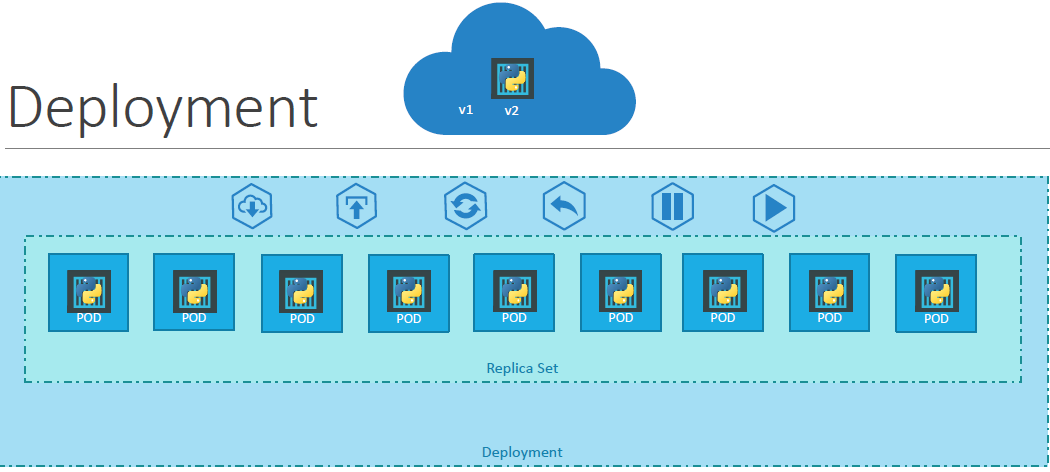 Deployment
v1 v2
POD POD POD POD POD POD POD POD POD
Replica Set
Deployment